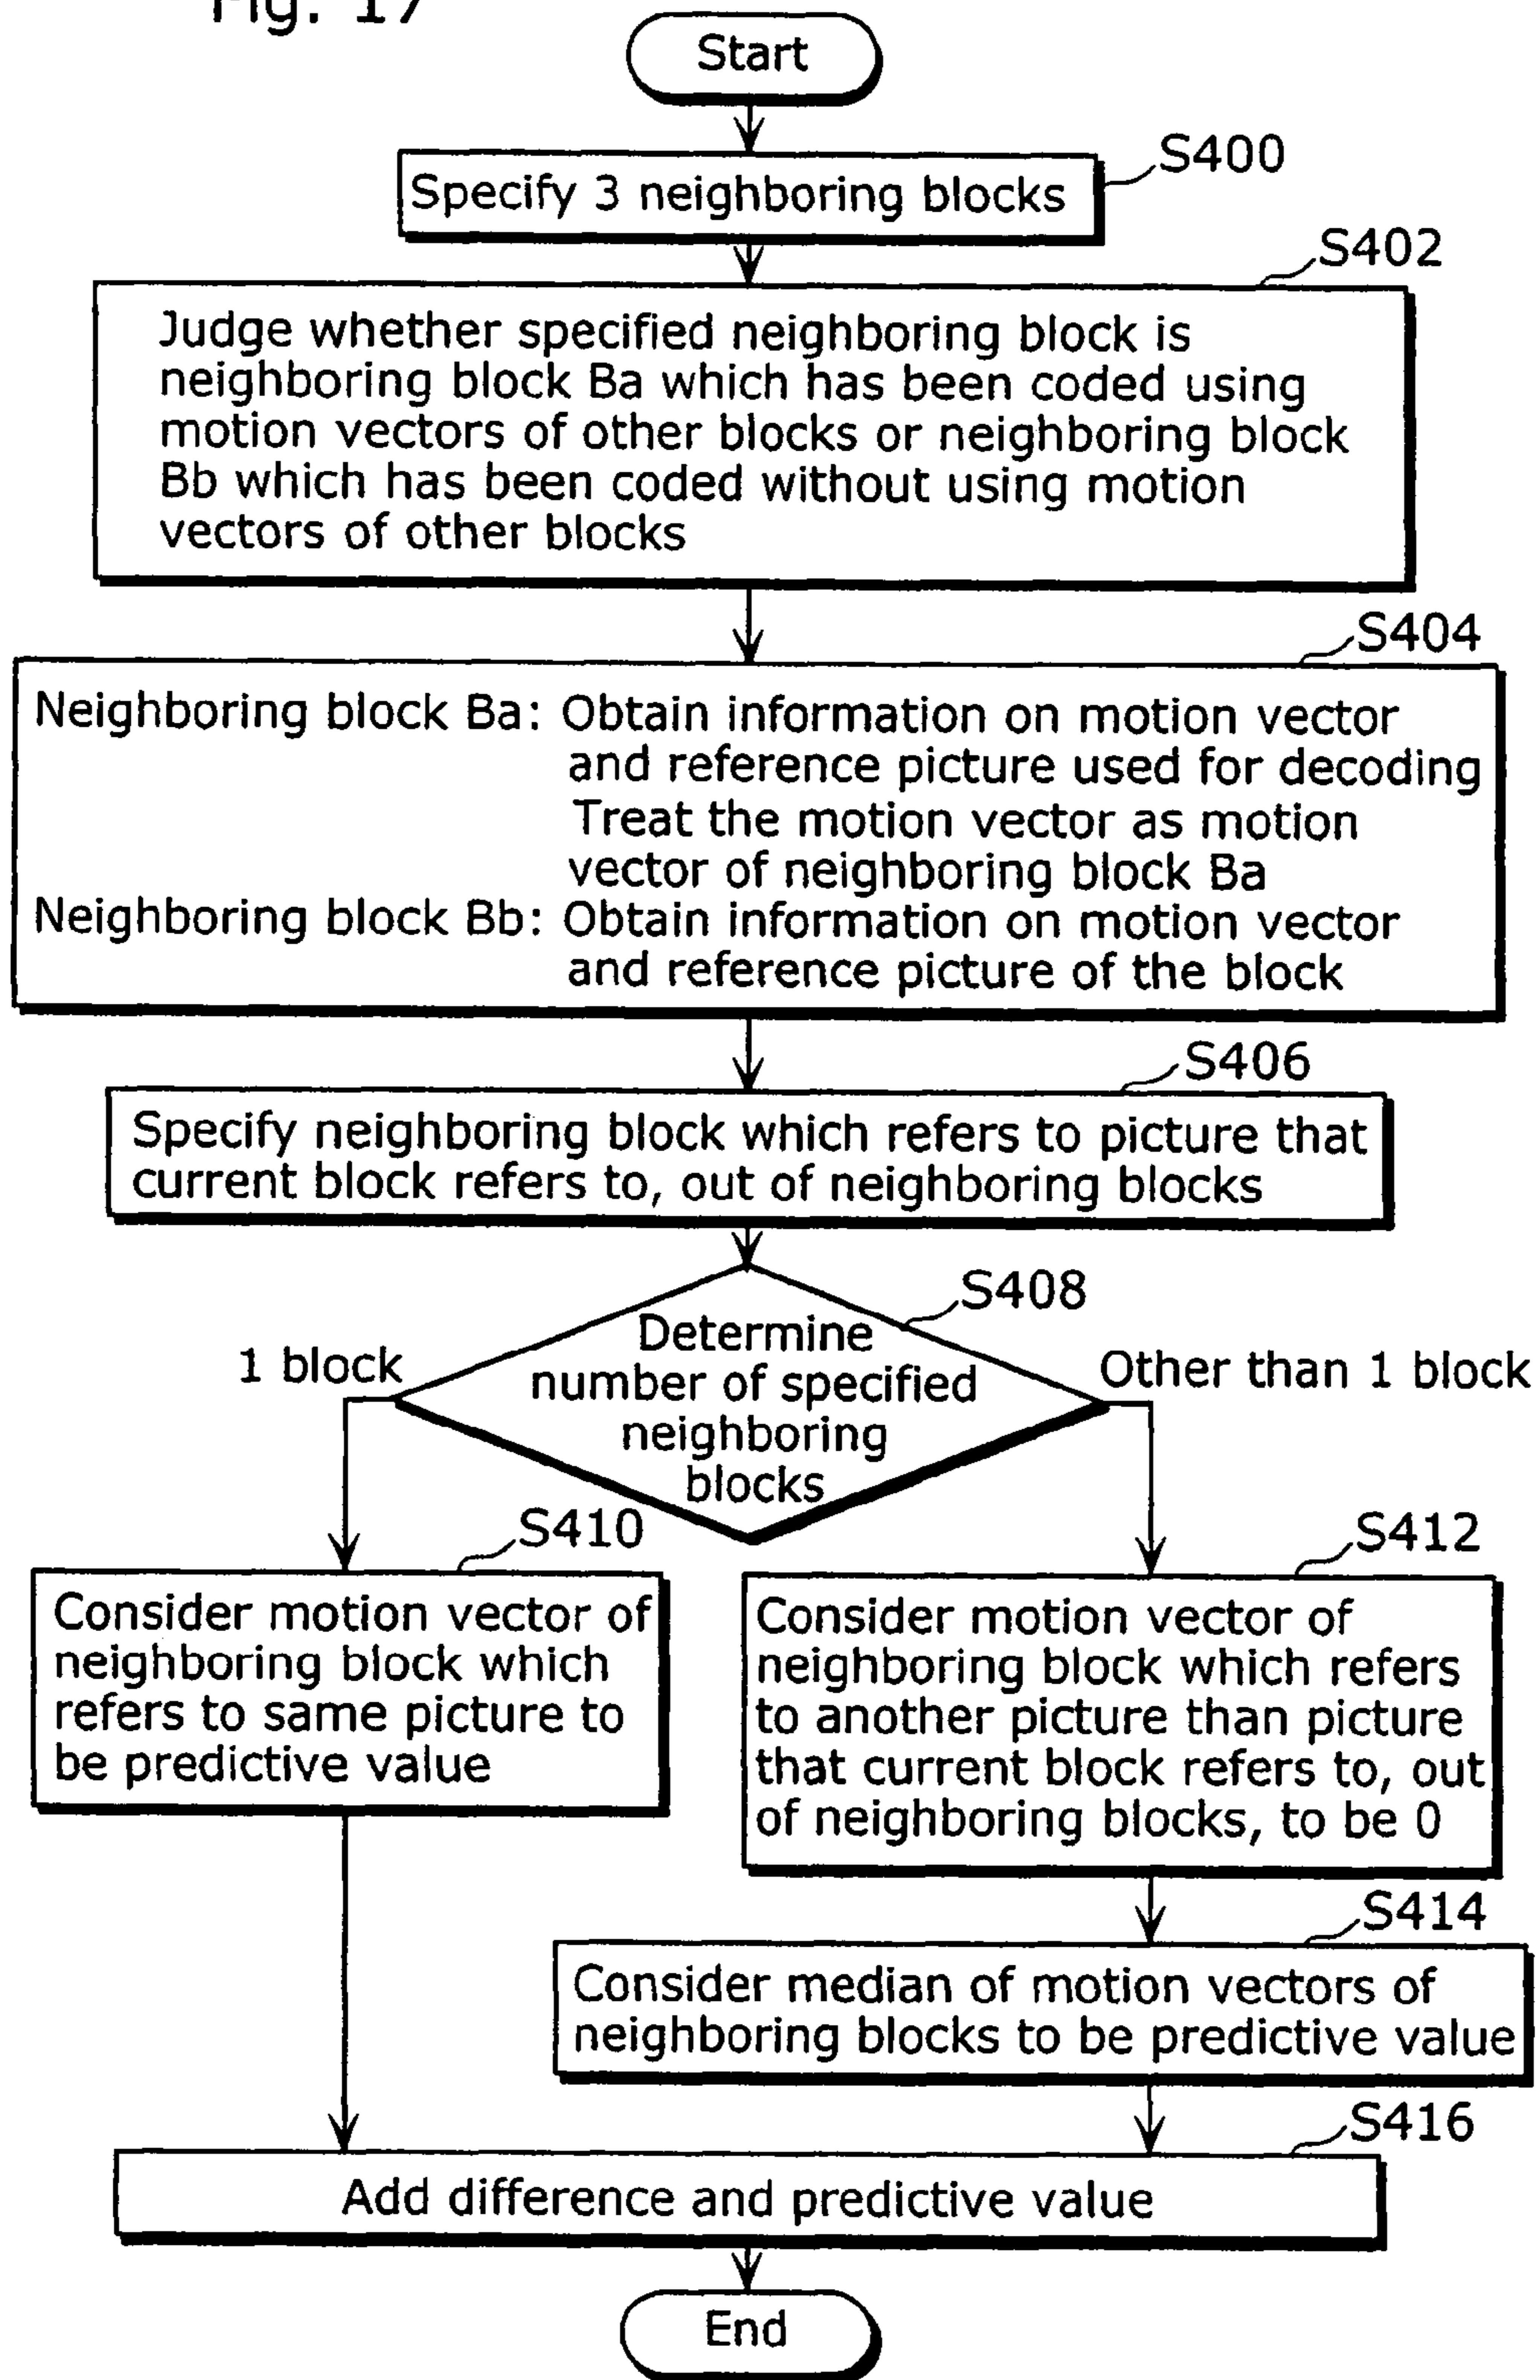 Fig. 17
Start
S400
Specify 3 neighboring blocks
S402
Judge whether specified neighboring block is
neighboring block Ba which has been coded using
motion vectors of other blocks or neighboring block
Bb which has been coded without using motion
vectors of other blocks
S404
Neighboring block Ba: Obtain information on motion vector
and reference picture used for decoding
Treat the motion vector as motion
vector of neighboring block Ba
Neighboring block Bb: Obtain information on motion vector
and reference picture of the block
S406
Specify neighboring block which refers to picture that
current block refers to, out of neighboring blocks
S408
Determine
number of specified
neighboring
blocks
1 block
Other than 1 block
S410
Consider motion vector of
neighboring block which
refers to same picture to
be predictive value
S412
Consider motion vector of
neighboring block which refers
to another picture than picture
that current block refers to, out
of neighboring blocks, to be 0
S414
Consider median of motion vectors of
neighboring blocks to be predictive value
S416
Add difference and predictive value
End